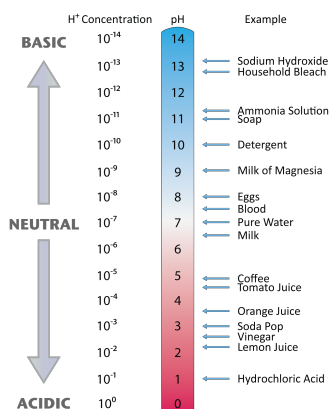 H⁺ Concentration pH Example
BASIC
10⁻¹⁴ 14
10⁻¹³ 13 Sodium Hydroxide
Household Bleach
10⁻¹² 12
Ammonia Solution
10⁻¹¹ 11 Soap
10⁻¹⁰ 10 Detergent
10⁻⁹ 9 Milk of Magnesia
10⁻⁸ 8 Eggs
Blood
NEUTRAL 10⁻⁷ 7 Pure Water
Milk
10⁻⁶ 6
10⁻⁵ 5 Coffee
Tomato Juice
10⁻⁴ 4
Orange Juice
10⁻³ 3 Soda Pop
Vinegar
10⁻² 2 Lemon Juice
10⁻¹ 1 Hydrochloric Acid
ACIDIC 10⁰ 0